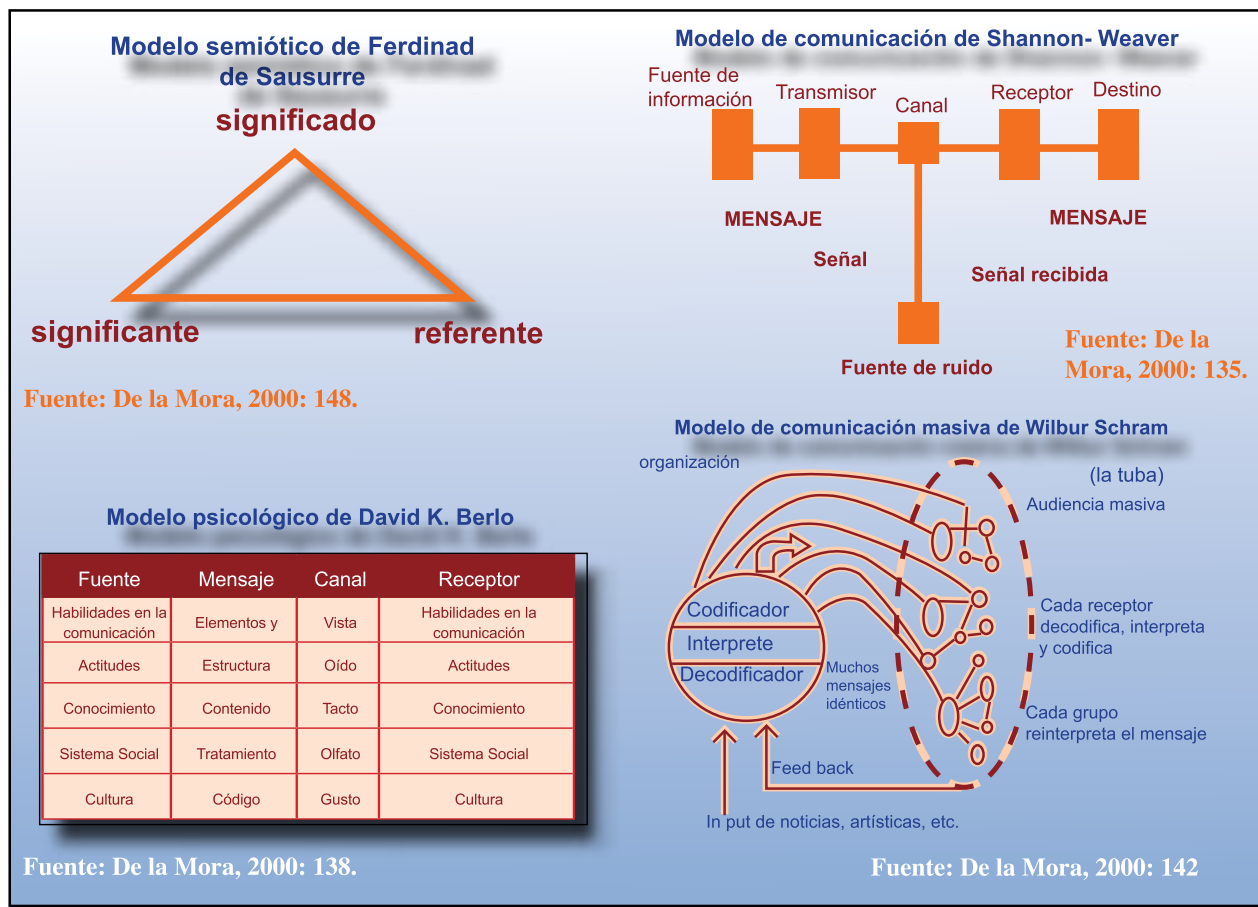 Modelo semiótico de Ferdinad
de Sausurre
significado
significante
referente
Fuente: De la Mora, 2000: 148.
Modelo de comunicación de Shannon- Weaver
Fuente de
información
Transmisor
Canal
Receptor
Destino
MENSAJE
MENSAJE
Señal
Señal recibida
Fuente de ruido
Fuente: De la
Mora, 2000: 135.
Modelo psicológico de David K. Berlo
Fuente Mensaje Canal Receptor
Habilidades en la
comunicación
Elementos y
Vista
Habilidades en la
comunicación
Actitudes Estructura Oído Actitudes
Conocimiento Contenido Tacto Conocimiento
Sistema Social Tratamiento Olfato Sistema Social
Cultura Código Gusto Cultura
Fuente: De la Mora, 2000: 138.
Modelo de comunicación masiva de Wilbur Schram
organización
(la tuba)
Audiencia masiva
Codificador
Interprete
Decodificador
Muchos
mensajes
idénticos
Cada receptor
decodifica, interpreta
y codifica
Cada grupo
reinterpreta el mensaje
Feed back
In put de noticias, artísticas, etc.
Fuente: De la Mora, 2000: 142